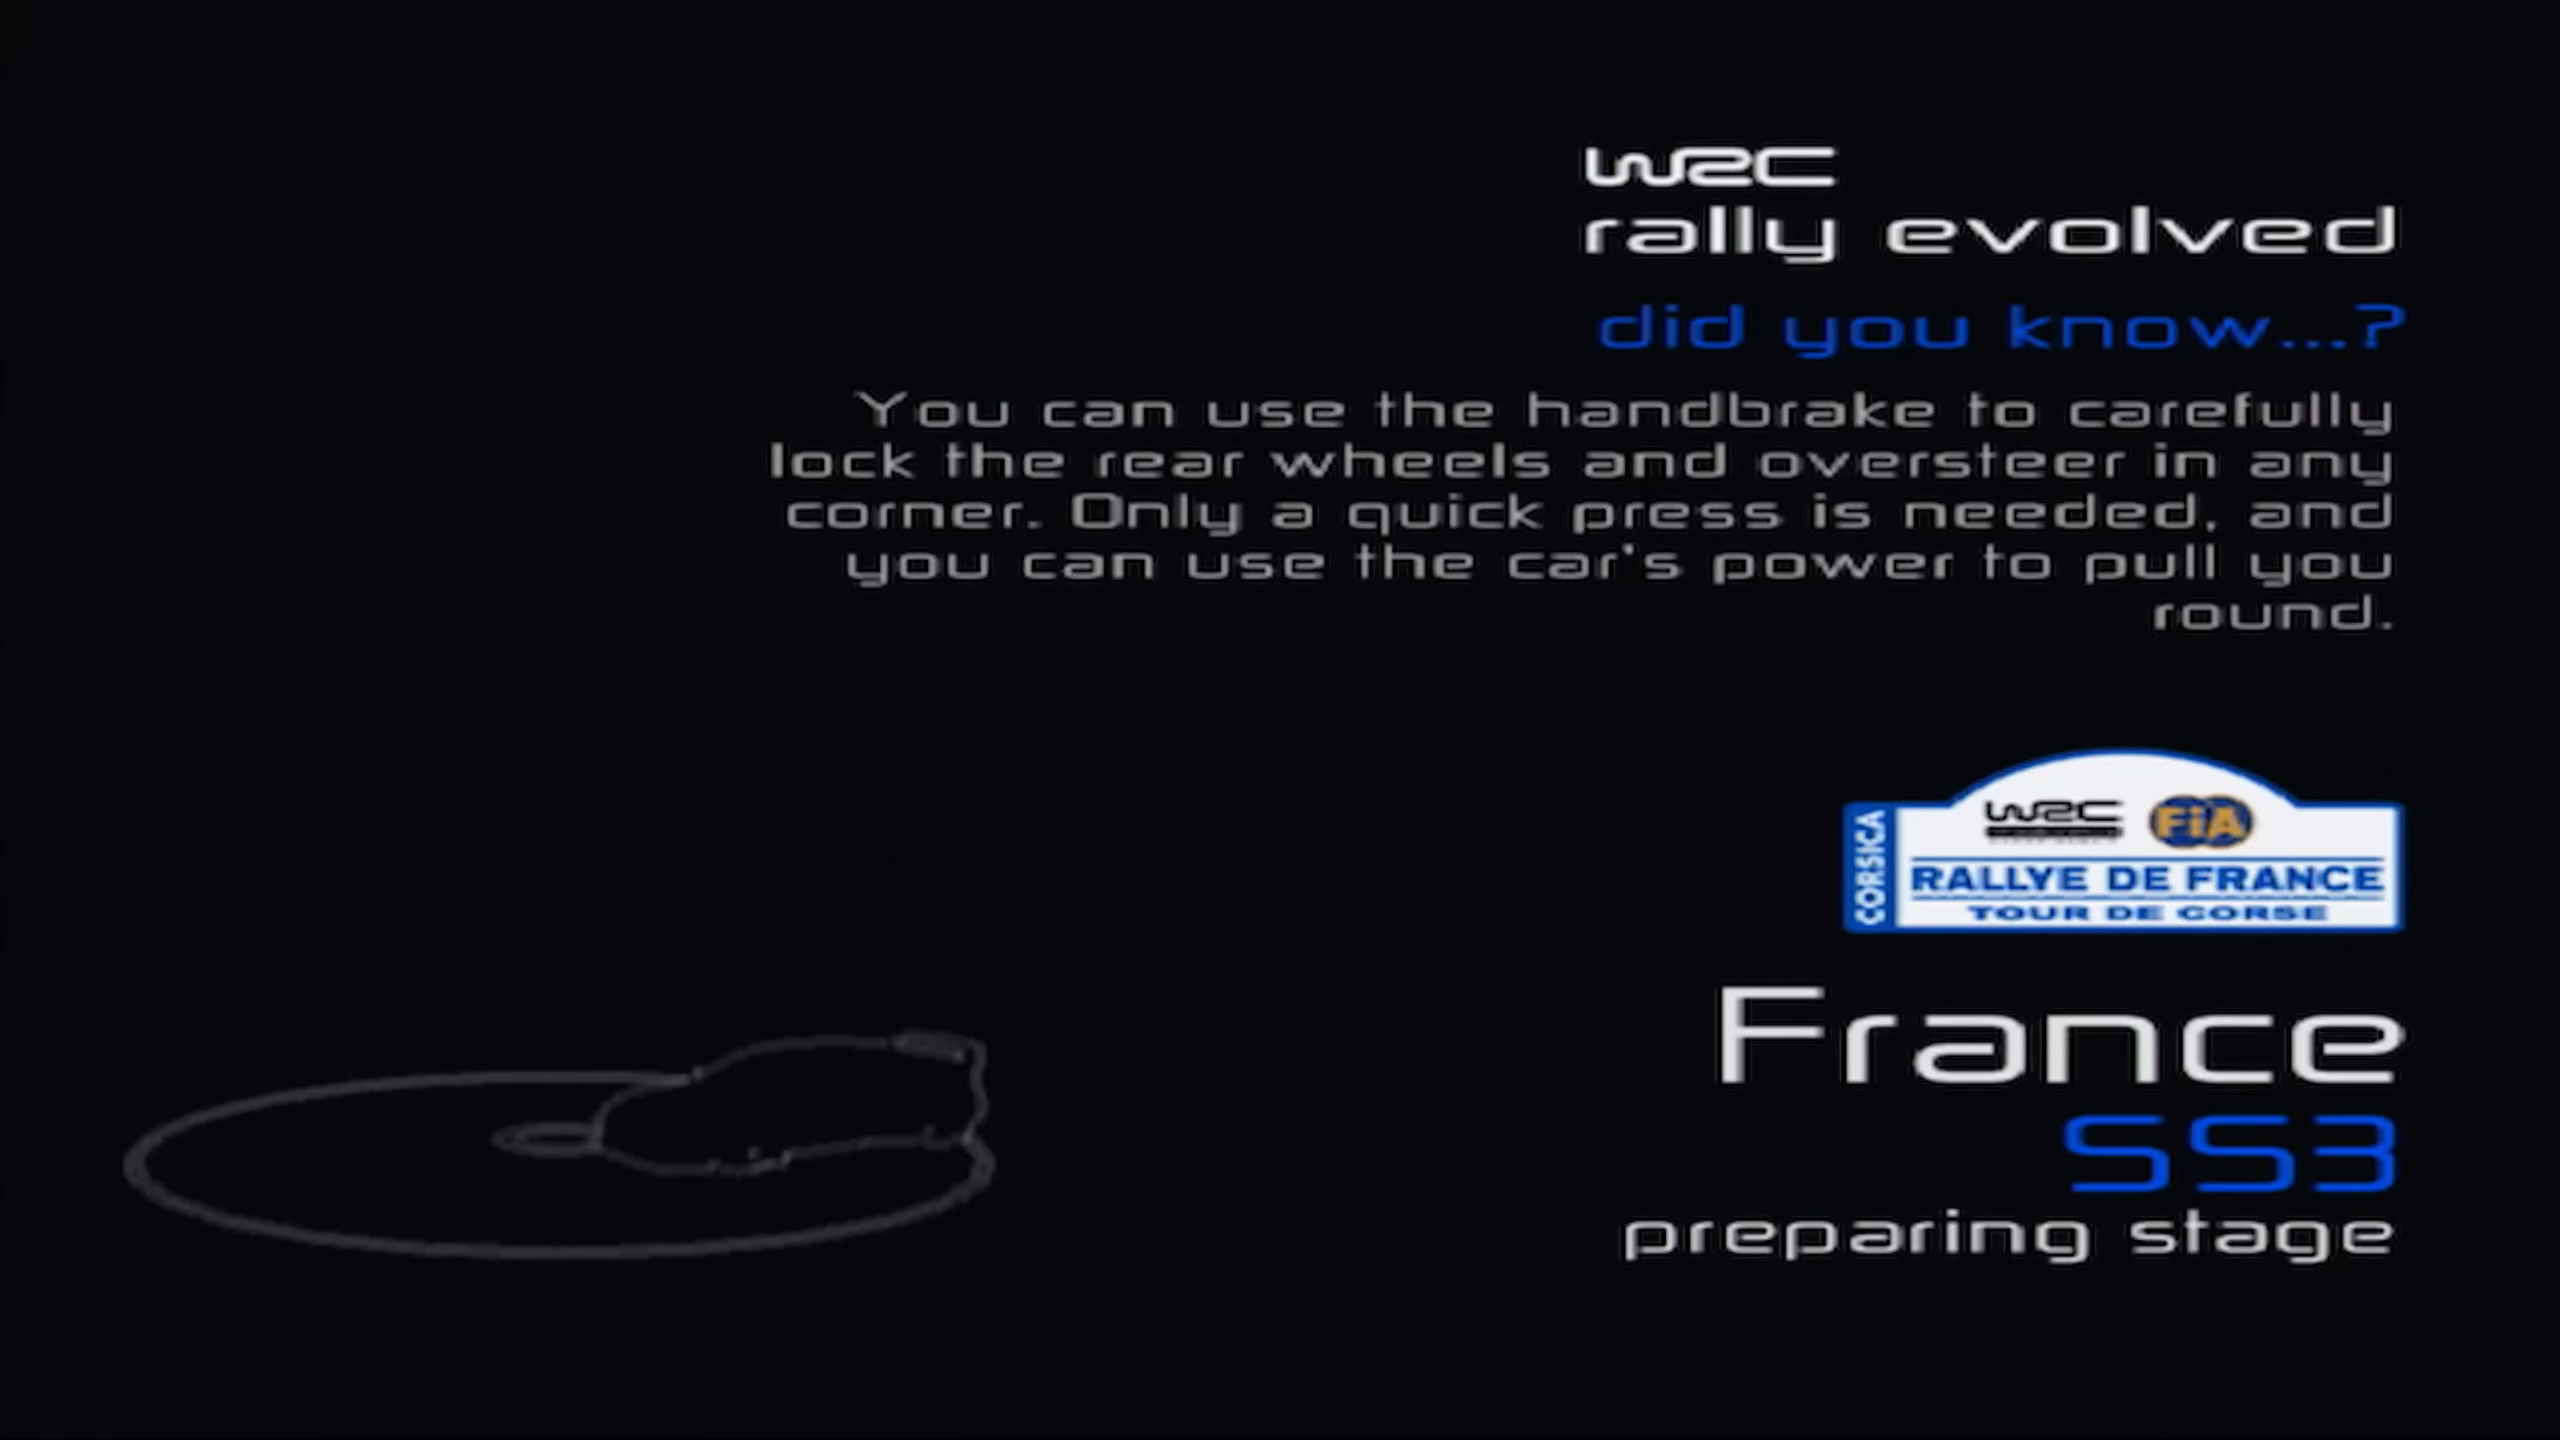 WRC
rally evolved
did you know...?
You can use the handbrake to carefully
lock the rear wheels and oversteer in any
corner. Only a quick press is needed, and
you can use the car's power to pull you
round.
CORSICA
WRC FiA
RALLYE DE FRANCE
TOUR DE CORSE
France
SS3
preparing stage